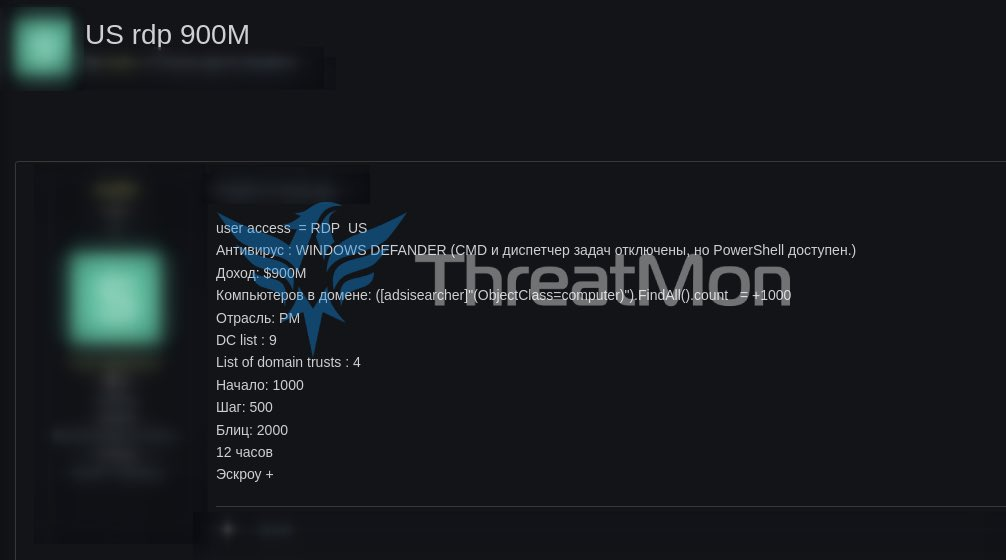 US rdp 900M
user access = RDP US
Антивирус : WINDOWS DEFANDER (CMD и диспетчер задач отключены, но PowerShell доступен.)
Доход: $900M
ThreatMon
Компьютеров в домене: ([adsisearcher]"(ObjectClass=computer)").FindAll().count = +1000
Отрасль: PM
DC list : 9
List of domain trusts : 4
Начало: 1000
Шаг: 500
Блиц: 2000
12 часов
Эскроу +